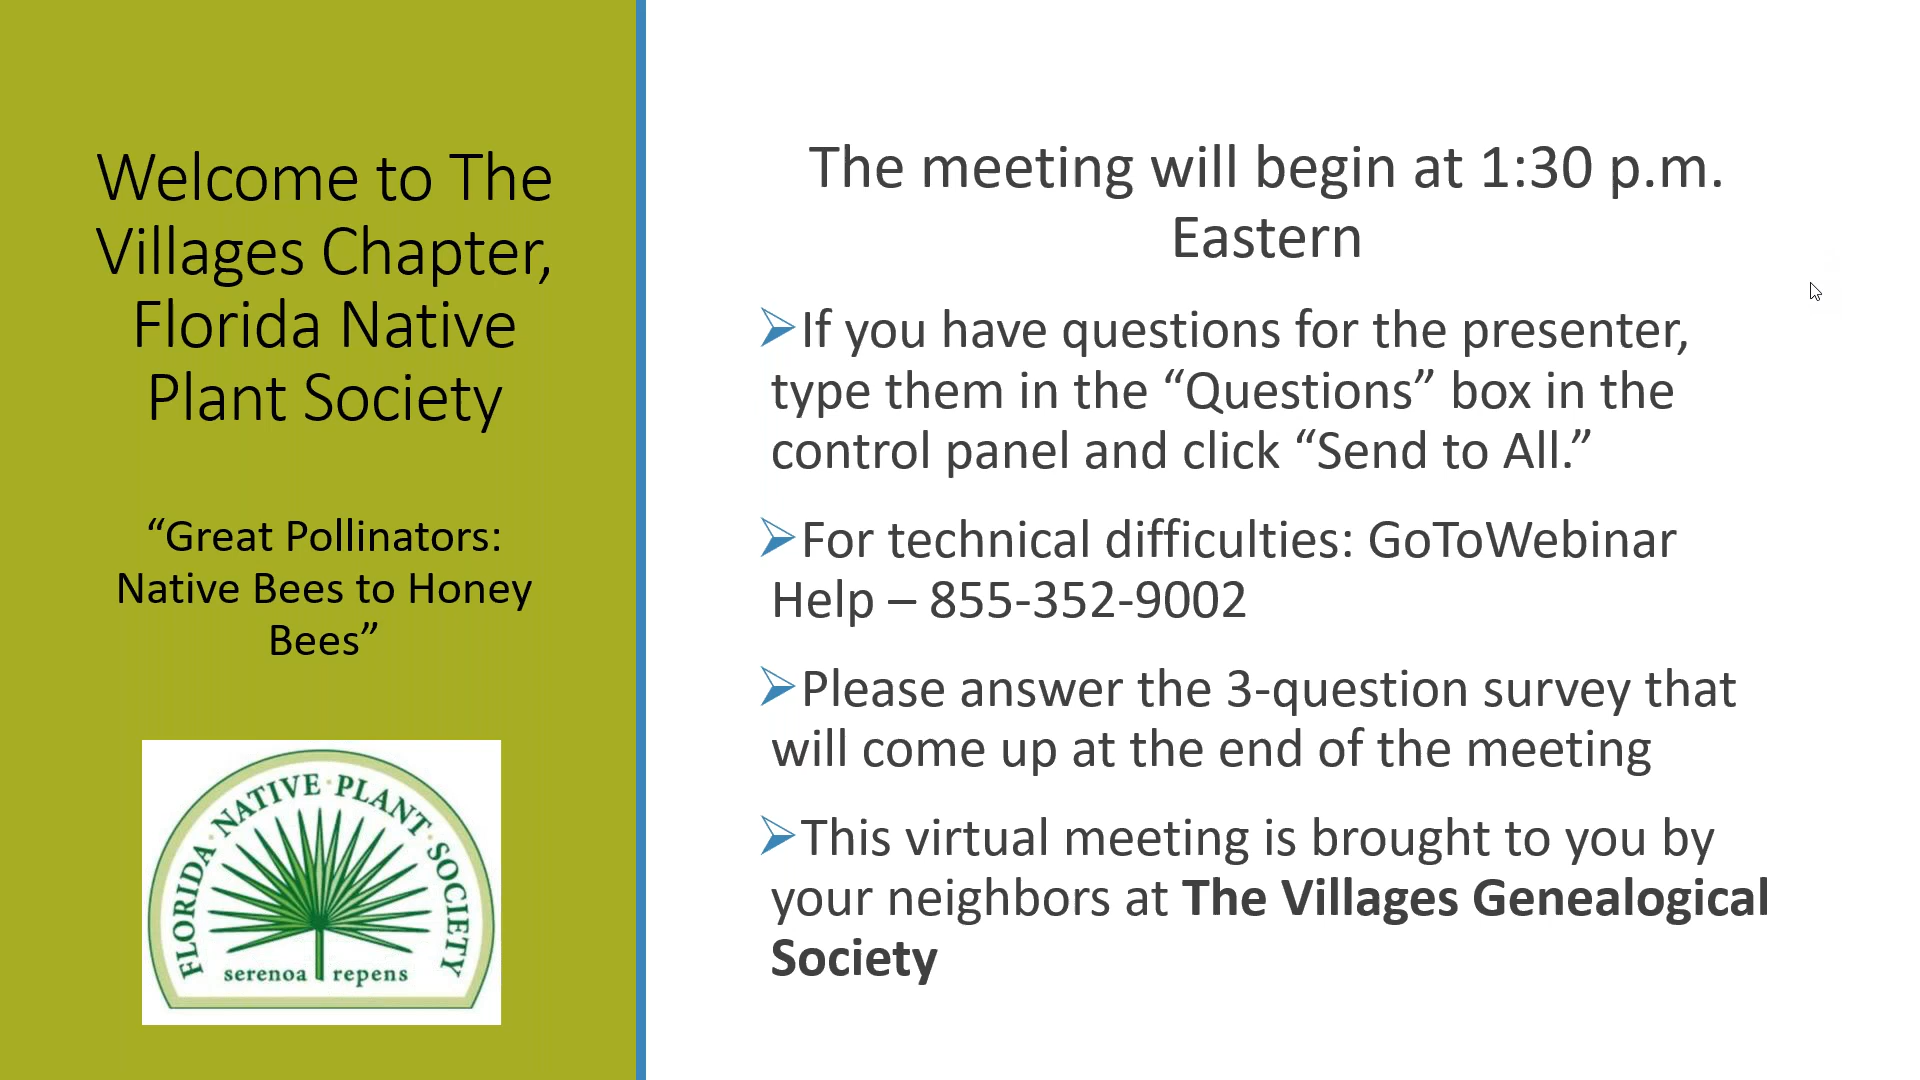 Welcome to The
Villages Chapter,
Florida Native
Plant Society
“Great Pollinators:
Native Bees to Honey
Bees”
FLORIDA · NATIVE · PLANT · SOCIETY
serenoa repens
The meeting will begin at 1:30 p.m.
Eastern
➢If you have questions for the presenter,
type them in the “Questions” box in the
control panel and click “Send to All.”
➢For technical difficulties: GoToWebinar
Help – 855-352-9002
➢Please answer the 3-question survey that
will come up at the end of the meeting
➢This virtual meeting is brought to you by
your neighbors at The Villages Genealogical
Society